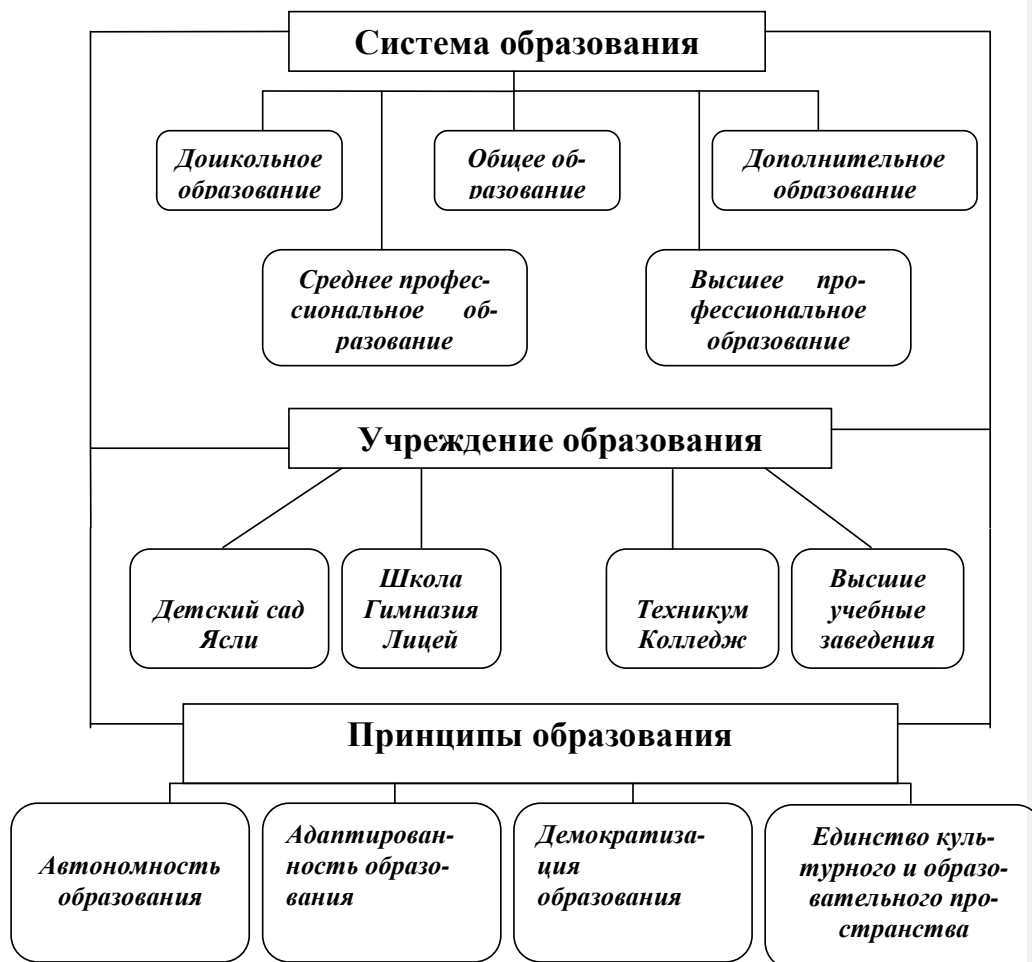 Система образования
Дошкольное
образование
Общее об-
разование
Дополнительное
образование
Среднее профес-
сиональное об-
разование
Высшее про-
фессиональное
образование
Учреждение образования
Детский сад
Ясли
Школа
Гимназия
Лицей
Техникум
Колледж
Высшие
учебные
заведения
Принципы образования
Автономность
образования
Адаптирован-
ность образо-
вания
Демократиза-
ция
образования
Единство куль-
турного и образо-
вательного про-
странства